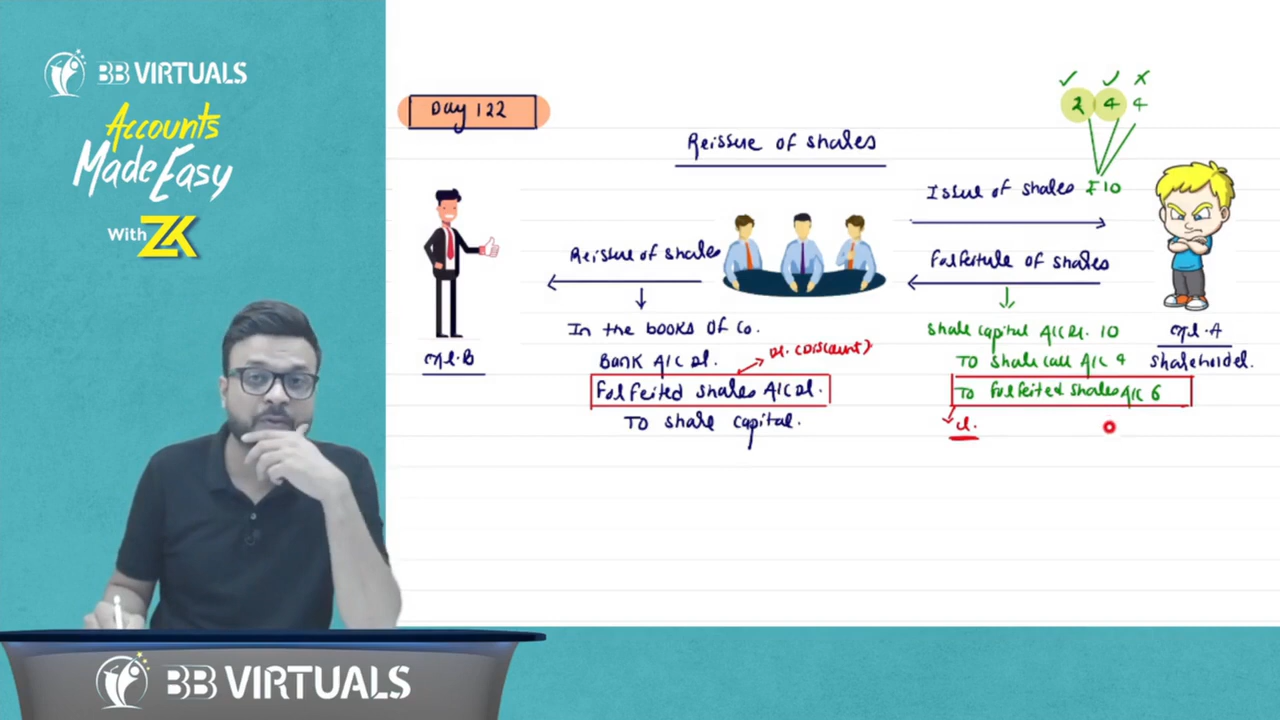 BB VIRTUALS
Accounts
Made Easy
With ZK
Day 122
Reissue of shares
2 4 4
₹10
Issue of shares
Forfeiture of shares
Reissue of shares
In the books of Co.
Bank A/C Dr.
Dr. (Discount)
Forfeited shares A/C Dr.
To share capital.
Share capital A/C Dr. 10
To share call A/C 4
To forfeited shares A/C 6
Cr.
Mr. B
Mr. A
shareholder.
BB VIRTUALS